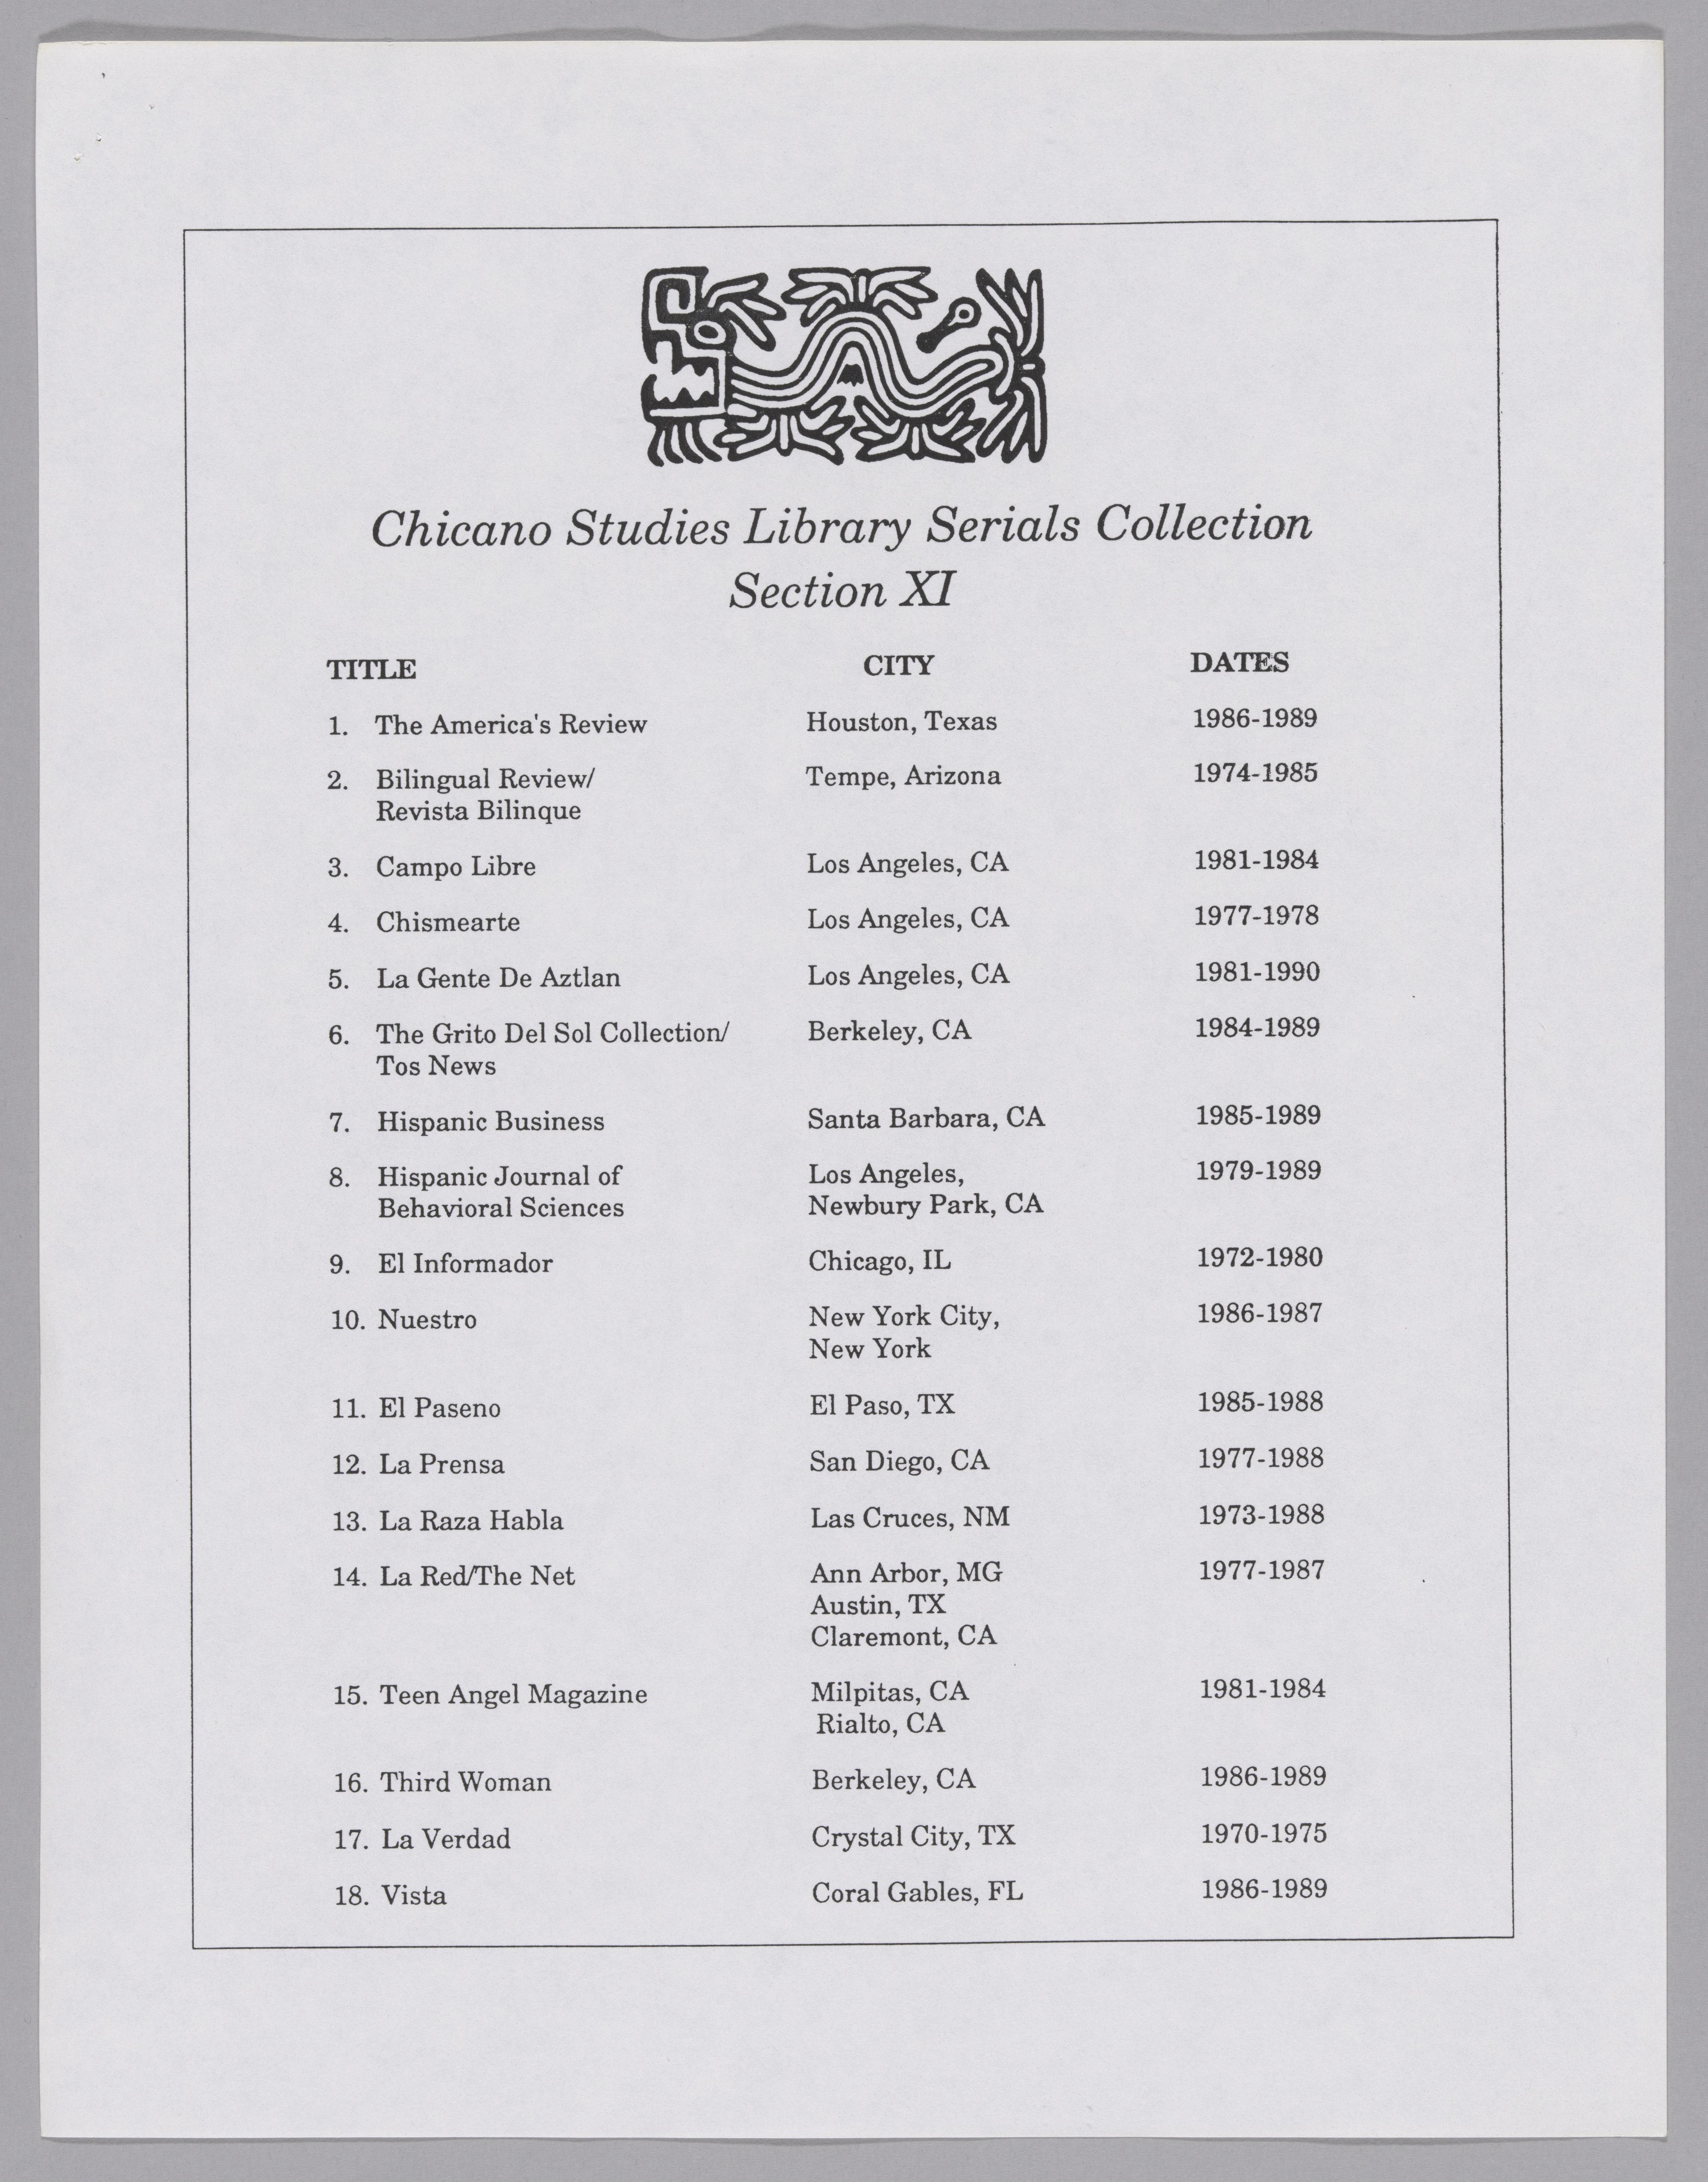 Chicano Studies Library Serials Collection
Section XI
TITLE CITY DATES
1. The America's Review Houston, Texas 1986-1989
2. Bilingual Review/ Tempe, Arizona 1974-1985
Revista Bilinque
3. Campo Libre Los Angeles, CA 1981-1984
4. Chismearte Los Angeles, CA 1977-1978
5. La Gente De Aztlan Los Angeles, CA 1981-1990
6. The Grito Del Sol Collection/ Berkeley, CA 1984-1989
Tos News
7. Hispanic Business Santa Barbara, CA 1985-1989
8. Hispanic Journal of Los Angeles, 1979-1989
Behavioral Sciences Newbury Park, CA
9. El Informador Chicago, IL 1972-1980
10. Nuestro New York City, 1986-1987
New York
11. El Paseno El Paso, TX 1985-1988
12. La Prensa San Diego, CA 1977-1988
13. La Raza Habla Las Cruces, NM 1973-1988
14. La Red/The Net Ann Arbor, MG 1977-1987
Austin, TX
Claremont, CA
15. Teen Angel Magazine Milpitas, CA 1981-1984
Rialto, CA
16. Third Woman Berkeley, CA 1986-1989
17. La Verdad Crystal City, TX 1970-1975
18. Vista Coral Gables, FL 1986-1989